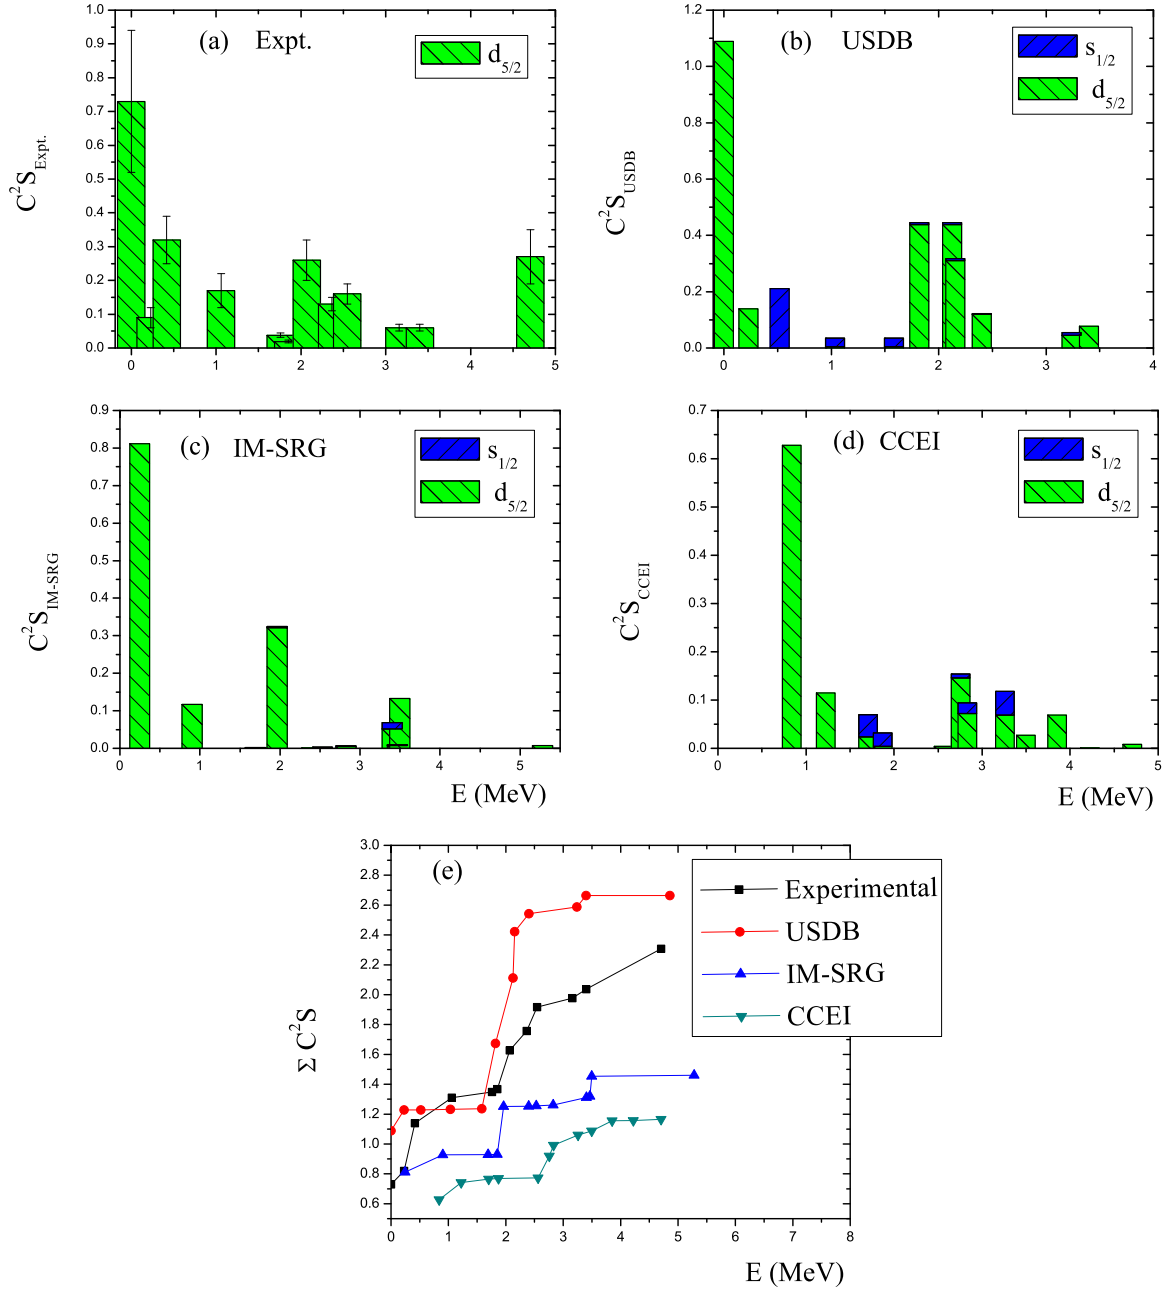 (a) Expt.
d5/2
C²S Expt.
1.0
0.9
0.8
0.7
0.6
0.5
0.4
0.3
0.2
0.1
0.0
0 1 2 3 4 5
(b) USDB
s1/2
d5/2
C²S USDB
1.2
1.0
0.8
0.6
0.4
0.2
0.0
0 1 2 3 4
(c) IM-SRG
s1/2
d5/2
C²S IM-SRG
0.9
0.8
0.7
0.6
0.5
0.4
0.3
0.2
0.1
0.0
0 1 2 3 4 5
E (MeV)
(d) CCEI
s1/2
d5/2
C²S CCEI
0.7
0.6
0.5
0.4
0.3
0.2
0.1
0.0
0 1 2 3 4 5
E (MeV)
(e)
Experimental
USDB
IM-SRG
CCEI
Σ C²S
3.0
2.8
2.6
2.4
2.2
2.0
1.8
1.6
1.4
1.2
1.0
0.8
0.6
0 1 2 3 4 5 6 7 8
E (MeV)